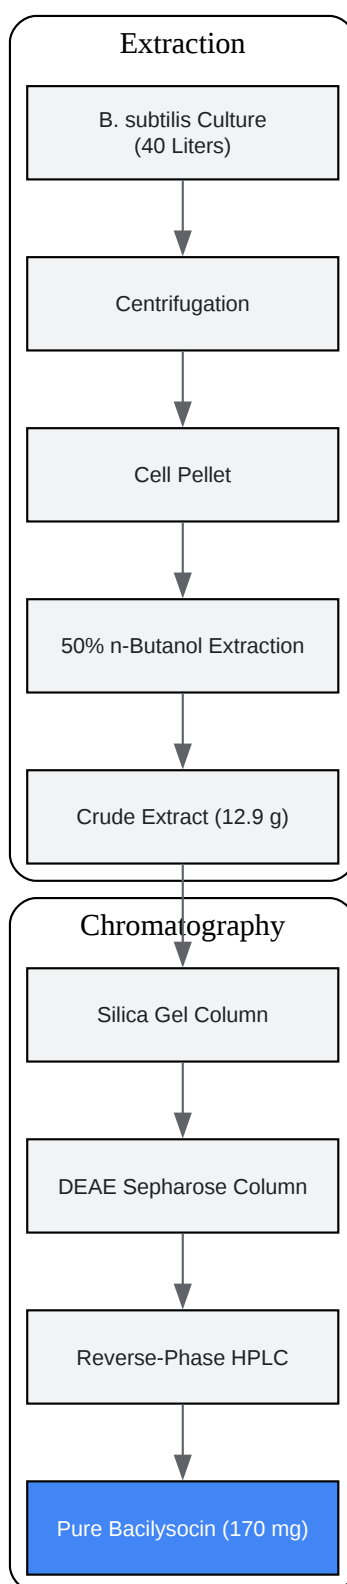 Extraction
B. subtilis Culture
(40 Liters)
Centrifugation
Cell Pellet
50% n-Butanol Extraction
Crude Extract (12.9 g)
Chromatography
Silica Gel Column
DEAE Sepharose Column
Reverse-Phase HPLC
Pure Bacilysocin (170 mg)